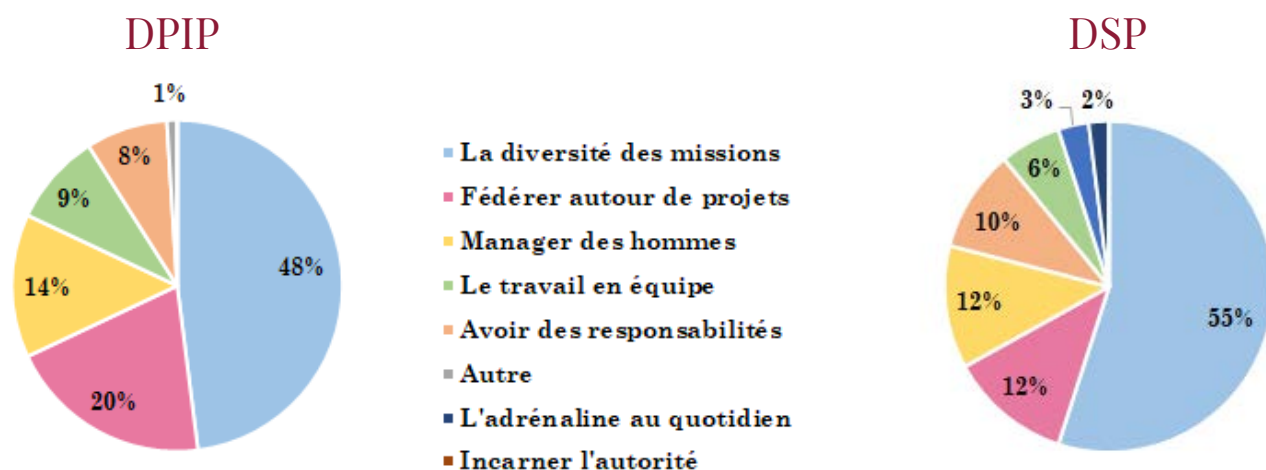 DPIP
1%
8%
9%
14%
20%
48%
La diversité des missions
Fédérer autour de projets
Manager des hommes
Le travail en équipe
Avoir des responsabilités
Autre
L'adrénaline au quotidien
Incarner l'autorité
DSP
3% 2%
6%
10%
12%
12%
55%